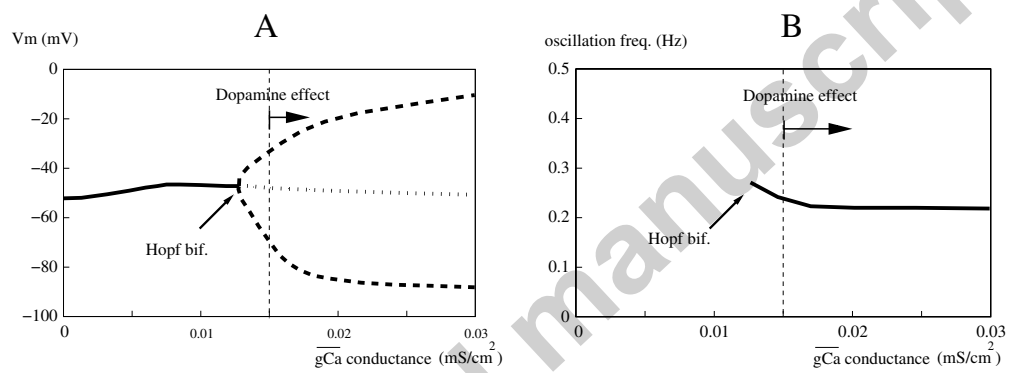 A
Vm (mV)
0
−20
−40
−60
−80
−100
Dopamine effect
Hopf bif.
0
0.01
0.02
0.03
gCa conductance (mS/cm²)
B
oscillation freq. (Hz)
0.5
0.4
0.3
0.2
0.1
0
Dopamine effect
Hopf bif.
0
0.01
0.02
0.03
gCa conductance (mS/cm²)
manuscrip